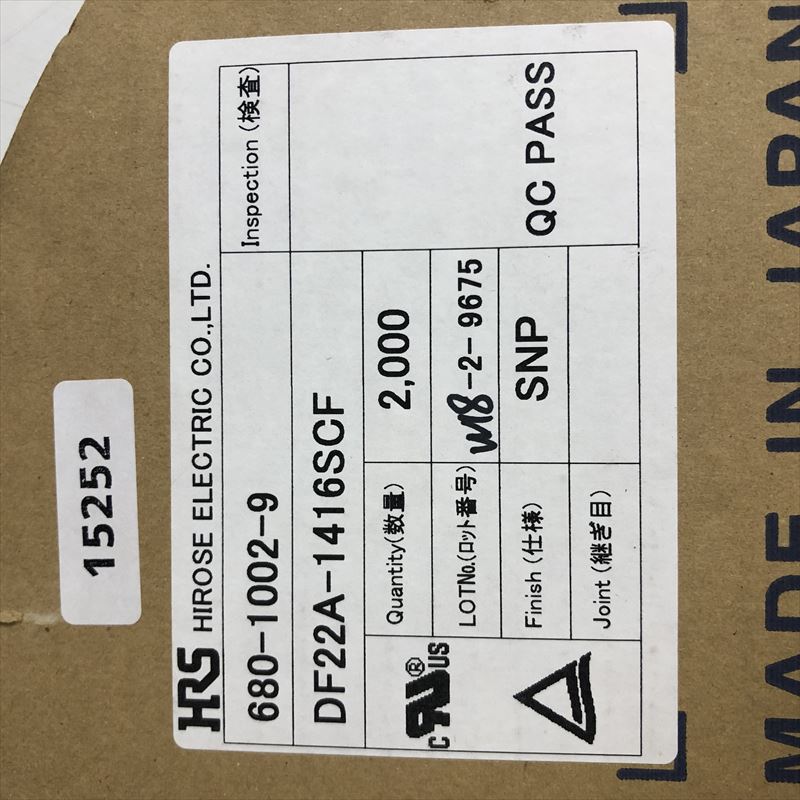 15252
HRS HIROSE ELECTRIC CO.,LTD.
680-1002-9
Inspection (検査)
DF22A-1416SCF
Quantity(数量) 2,000
LOTNo.(ロット番号) W18-2-9675
Finish (仕様) SNP
QC PASS
Joint (継ぎ目)
c RU ® US
MADE IN JAPAN